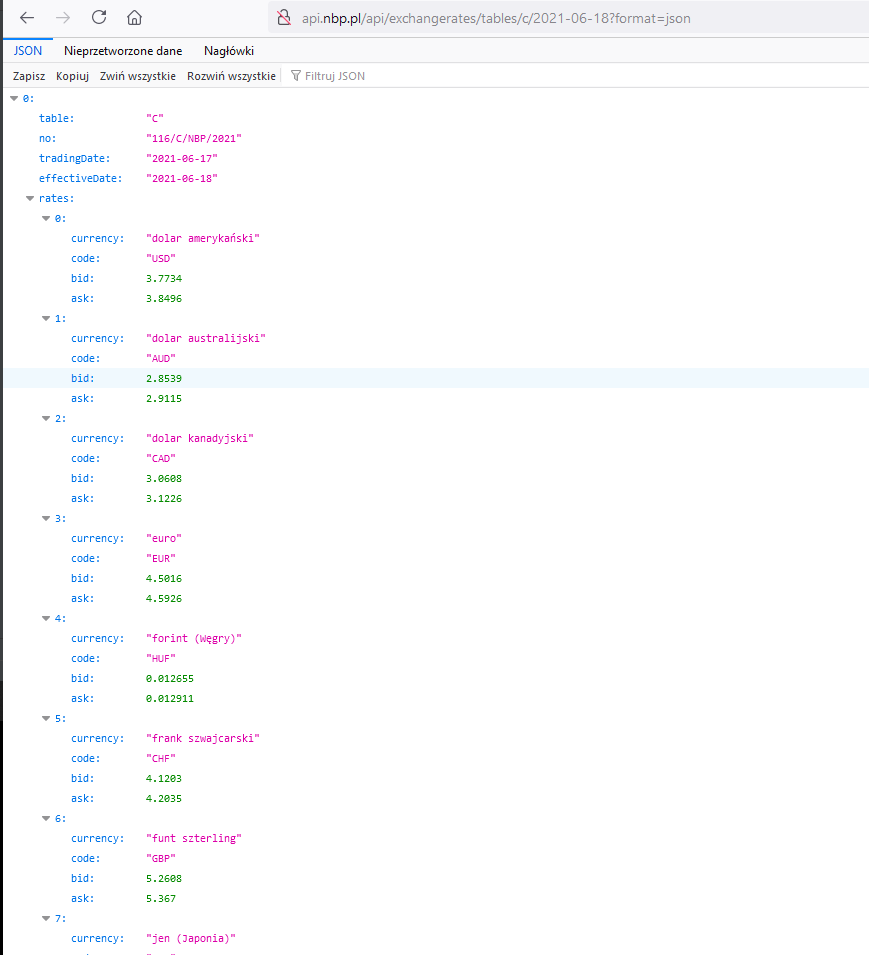 api.nbp.pl/api/exchangerates/tables/c/2021-06-18?format=json
JSON Nieprzetworzone dane Nagłówki
Zapisz Kopiuj Zwiń wszystkie Rozwiń wszystkie Filtruj JSON
0:
table: "C"
no: "116/C/NBP/2021"
tradingDate: "2021-06-17"
effectiveDate: "2021-06-18"
rates:
0:
currency: "dolar amerykański"
code: "USD"
bid: 3.7734
ask: 3.8496
1:
currency: "dolar australijski"
code: "AUD"
bid: 2.8539
ask: 2.9115
2:
currency: "dolar kanadyjski"
code: "CAD"
bid: 3.0608
ask: 3.1226
3:
currency: "euro"
code: "EUR"
bid: 4.5016
ask: 4.5926
4:
currency: "forint (Węgry)"
code: "HUF"
bid: 0.012655
ask: 0.012911
5:
currency: "frank szwajcarski"
code: "CHF"
bid: 4.1203
ask: 4.2035
6:
currency: "funt szterling"
code: "GBP"
bid: 5.2608
ask: 5.367
7:
currency: "jen (Japonia)"